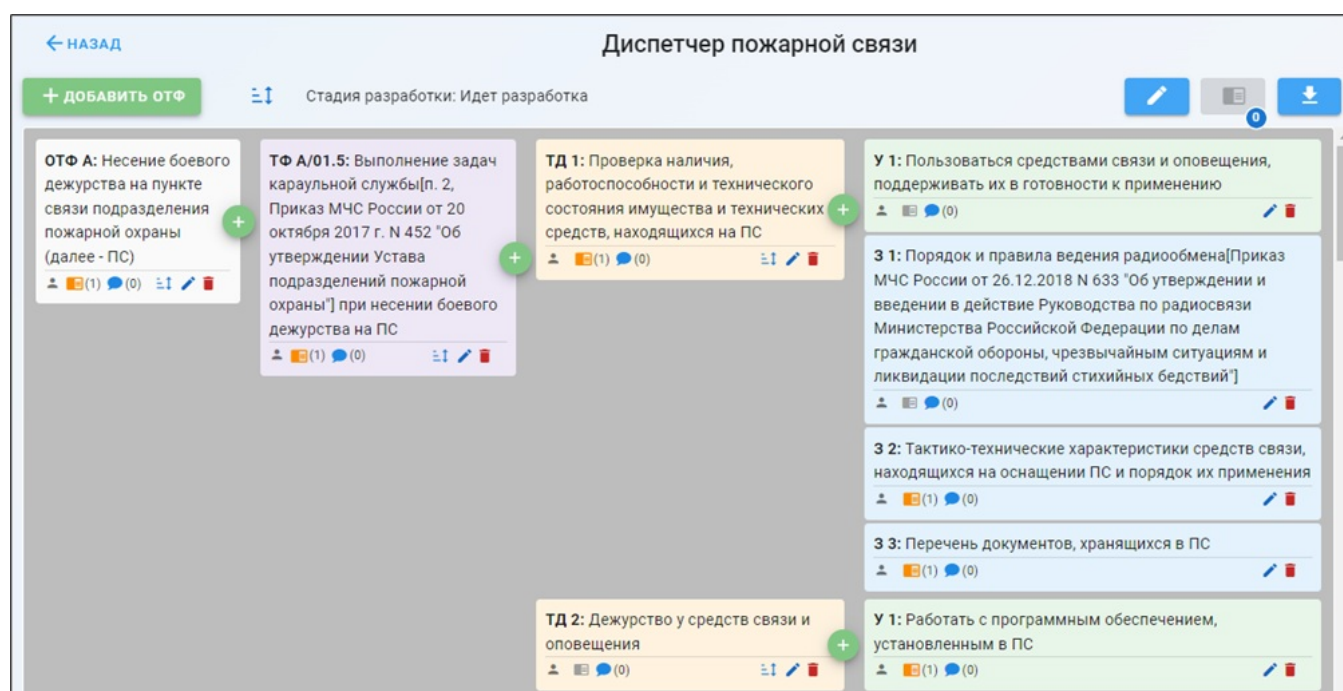 НАЗАД
Диспетчер пожарной связи
+ ДОБАВИТЬ ОТФ
Стадия разработки: Идет разработка
0
ОТФ А: Несение боевого
дежурства на пункте
связи подразделения
пожарной охраны
(далее - ПС)
(1) (0)
ТФ А/01.5: Выполнение задач
караульной службы[п. 2,
Приказ МЧС России от 20
октября 2017 г. N 452 "Об
утверждении Устава
подразделений пожарной
охраны"] при несении боевого
дежурства на ПС
(1) (0)
ТД 1: Проверка наличия,
работоспособности и технического
состояния имущества и технических
средств, находящихся на ПС
(1) (0)
У 1: Пользоваться средствами связи и оповещения,
поддерживать их в готовности к применению
(0)
З 1: Порядок и правила ведения радиообмена[Приказ
МЧС России от 26.12.2018 N 633 "Об утверждении и
введении в действие Руководства по радиосвязи
Министерства Российской Федерации по делам
гражданской обороны, чрезвычайным ситуациям и
ликвидации последствий стихийных бедствий"]
(0)
З 2: Тактико-технические характеристики средств связи,
находящихся на оснащении ПС и порядок их применения
(1) (0)
З 3: Перечень документов, хранящихся в ПС
(1) (0)
ТД 2: Дежурство у средств связи и
оповещения
(0)
У 1: Работать с программным обеспечением,
установленным в ПС
(1) (0)